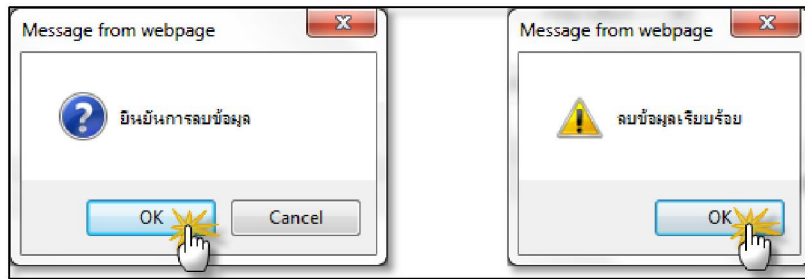 Message from webpage
ยืนยันการลบข้อมูล
OK
Cancel
Message from webpage
ลบข้อมูลเรียบร้อย
OK